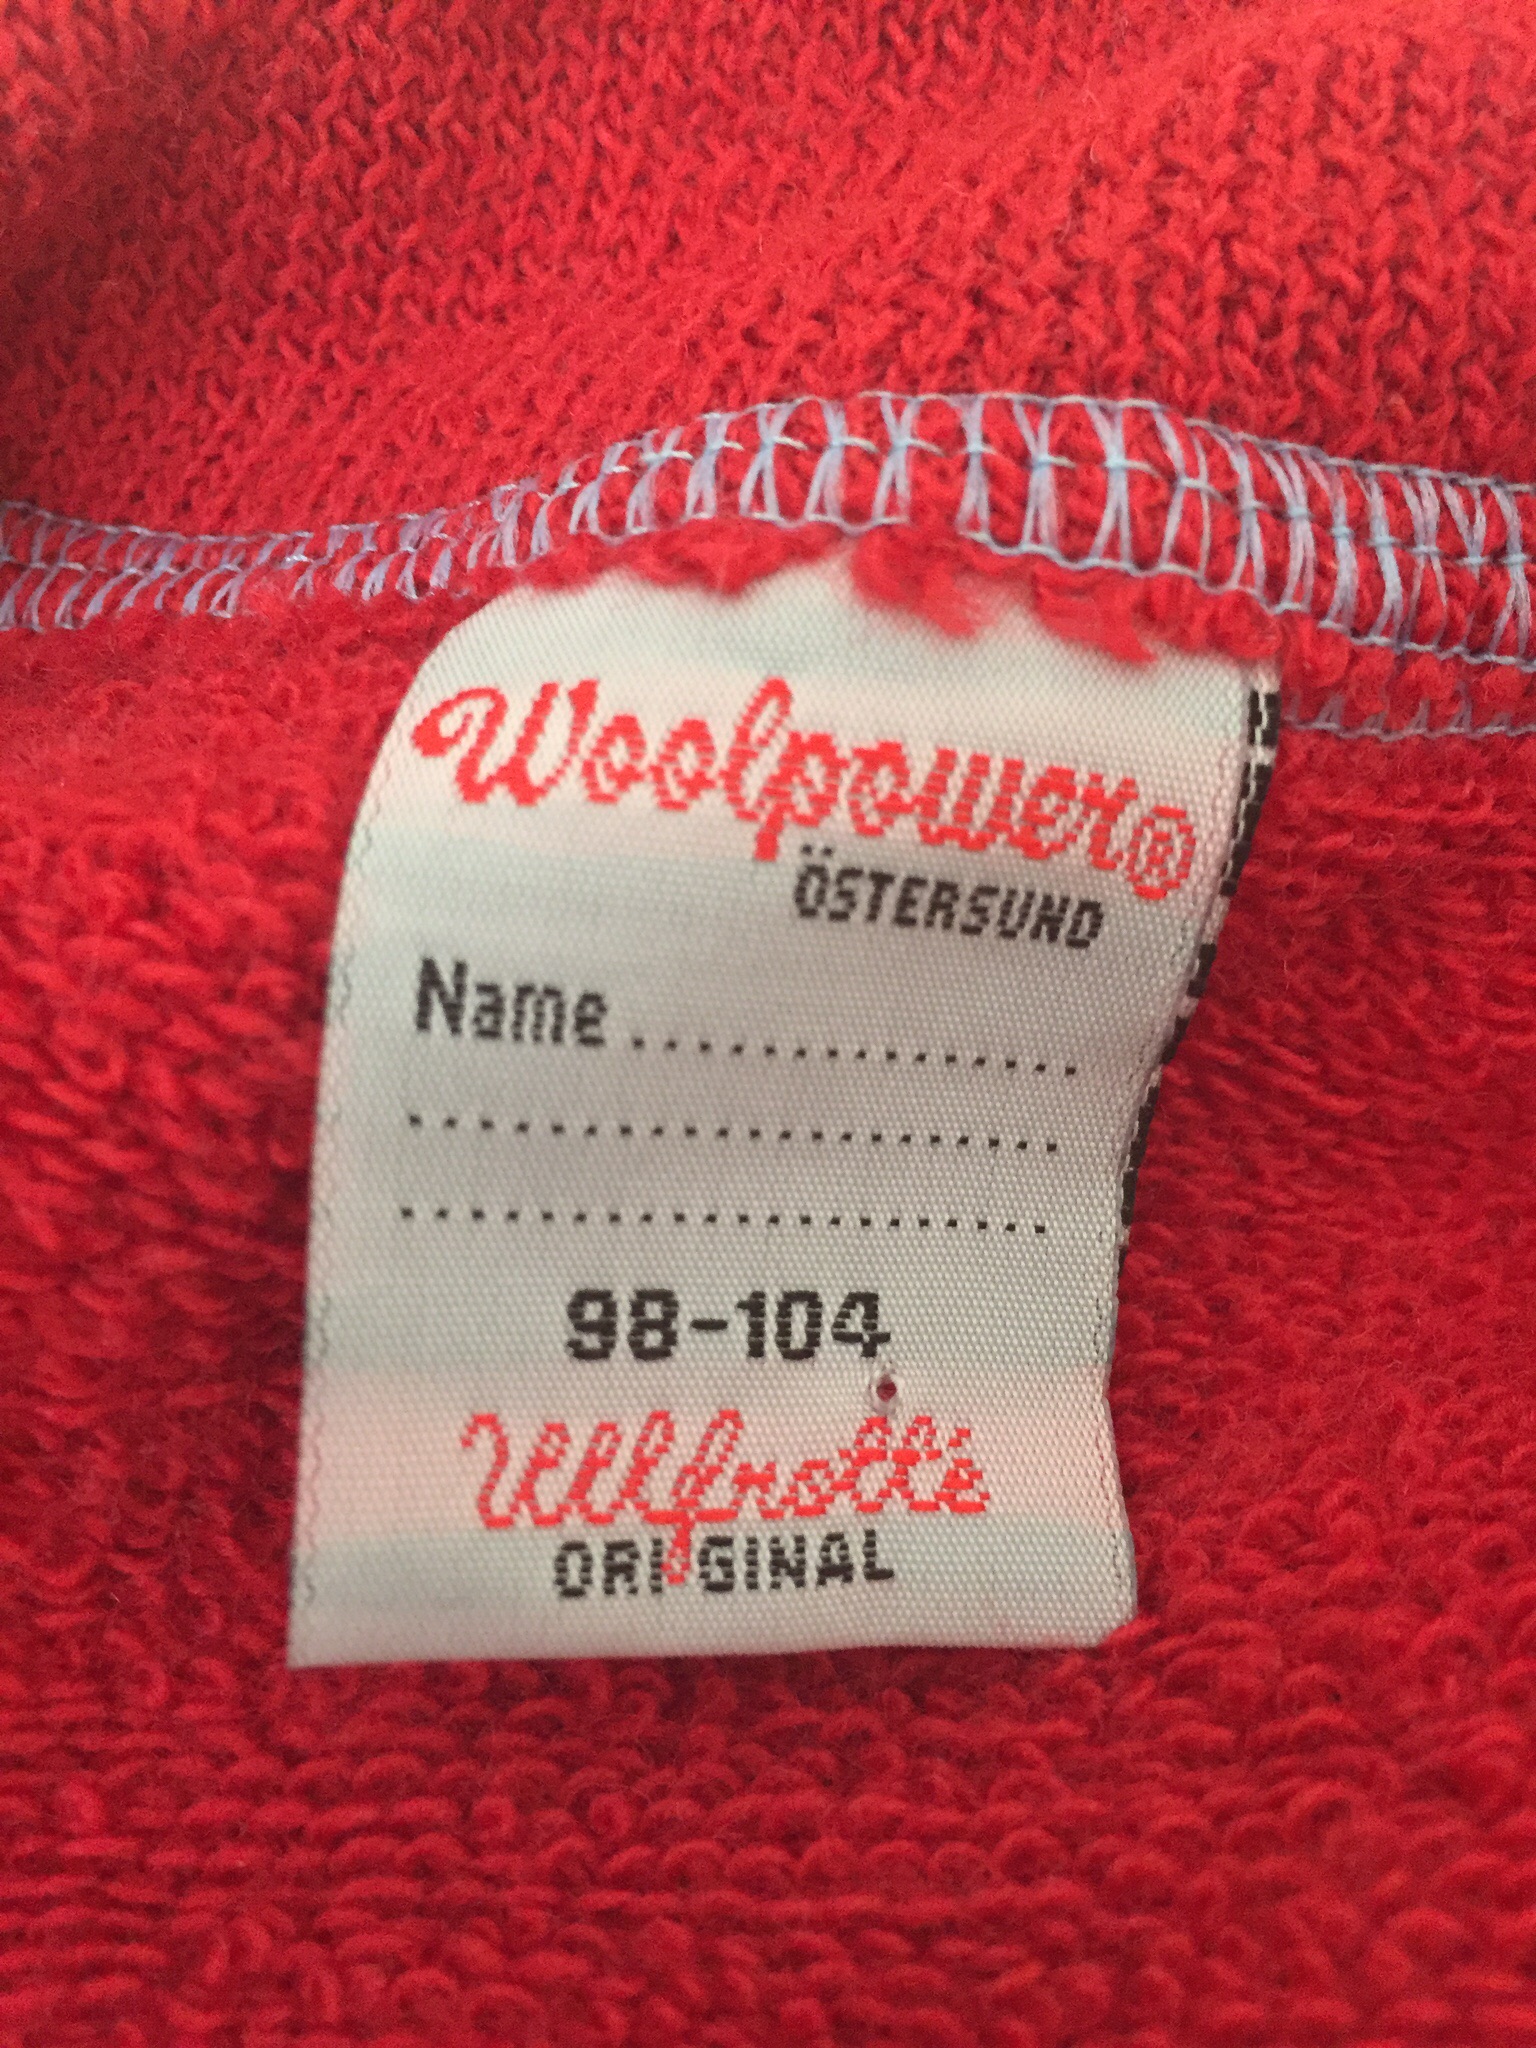 Woolpower®
ÖSTERSUND
Name ....................
....................
....................
98-104
Ullfrotté
ORIGINAL